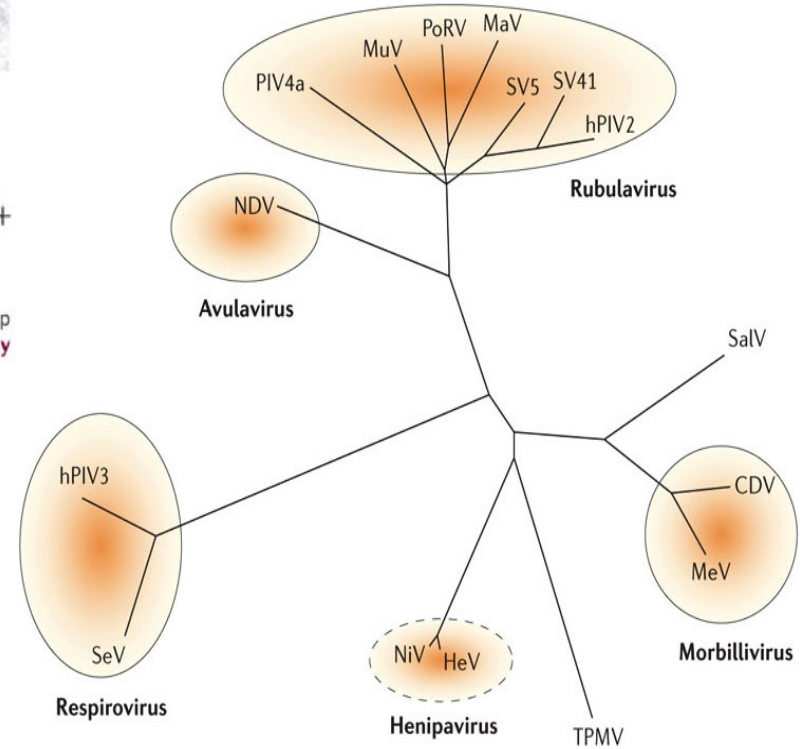 MaV
PoRV
MuV
PIV4a
SV5
SV41
hPIV2
Rubulavirus
NDV
+
Avulavirus
p
y
SalV
hPIV3
CDV
MeV
SeV
NiV
HeV
Morbillivirus
Respirovirus
Henipavirus
TPMV